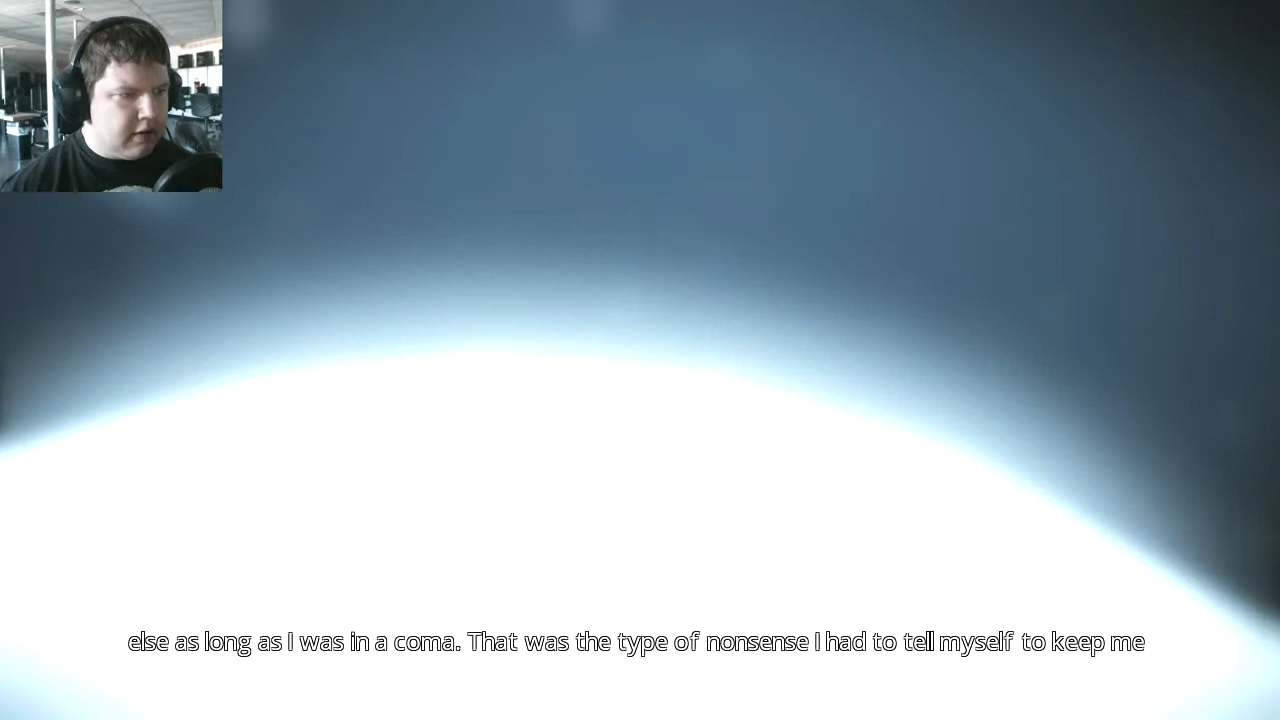 else as long as I was in a coma. That was the type of nonsense I had to tell myself to keep me